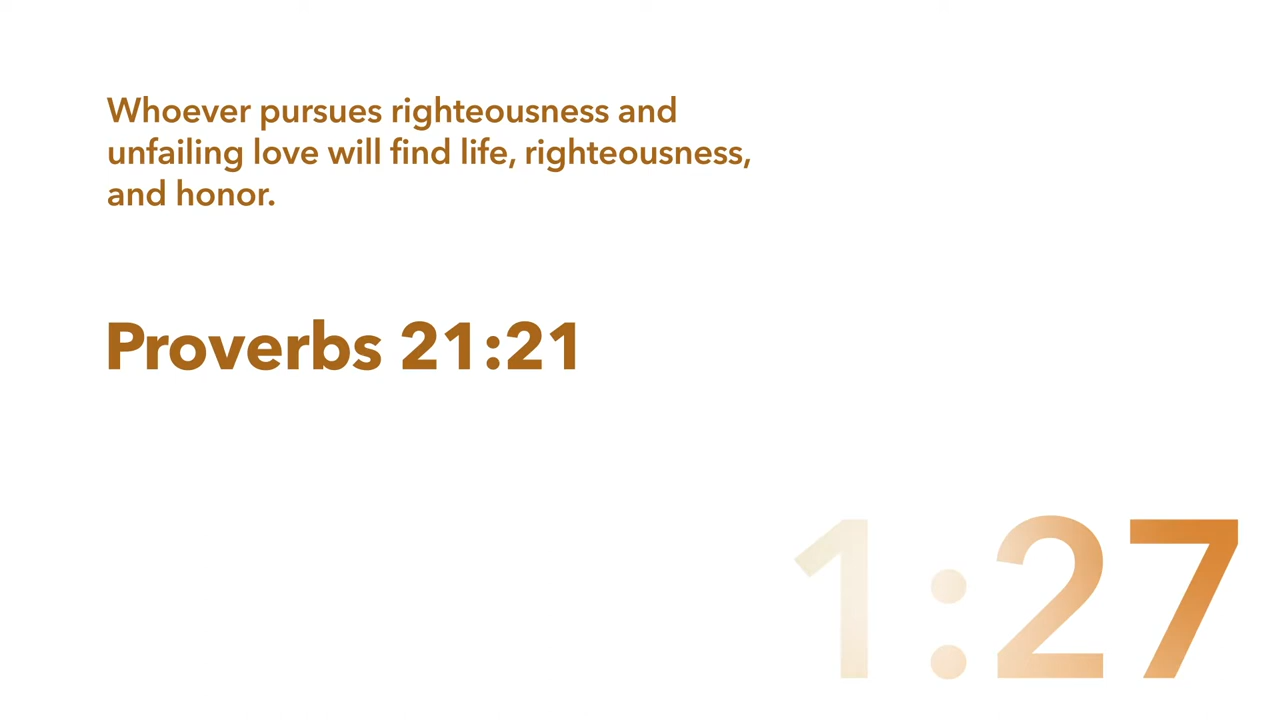 Whoever pursues righteousness and
unfailing love will find life, righteousness,
and honor.
Proverbs 21:21
1:27